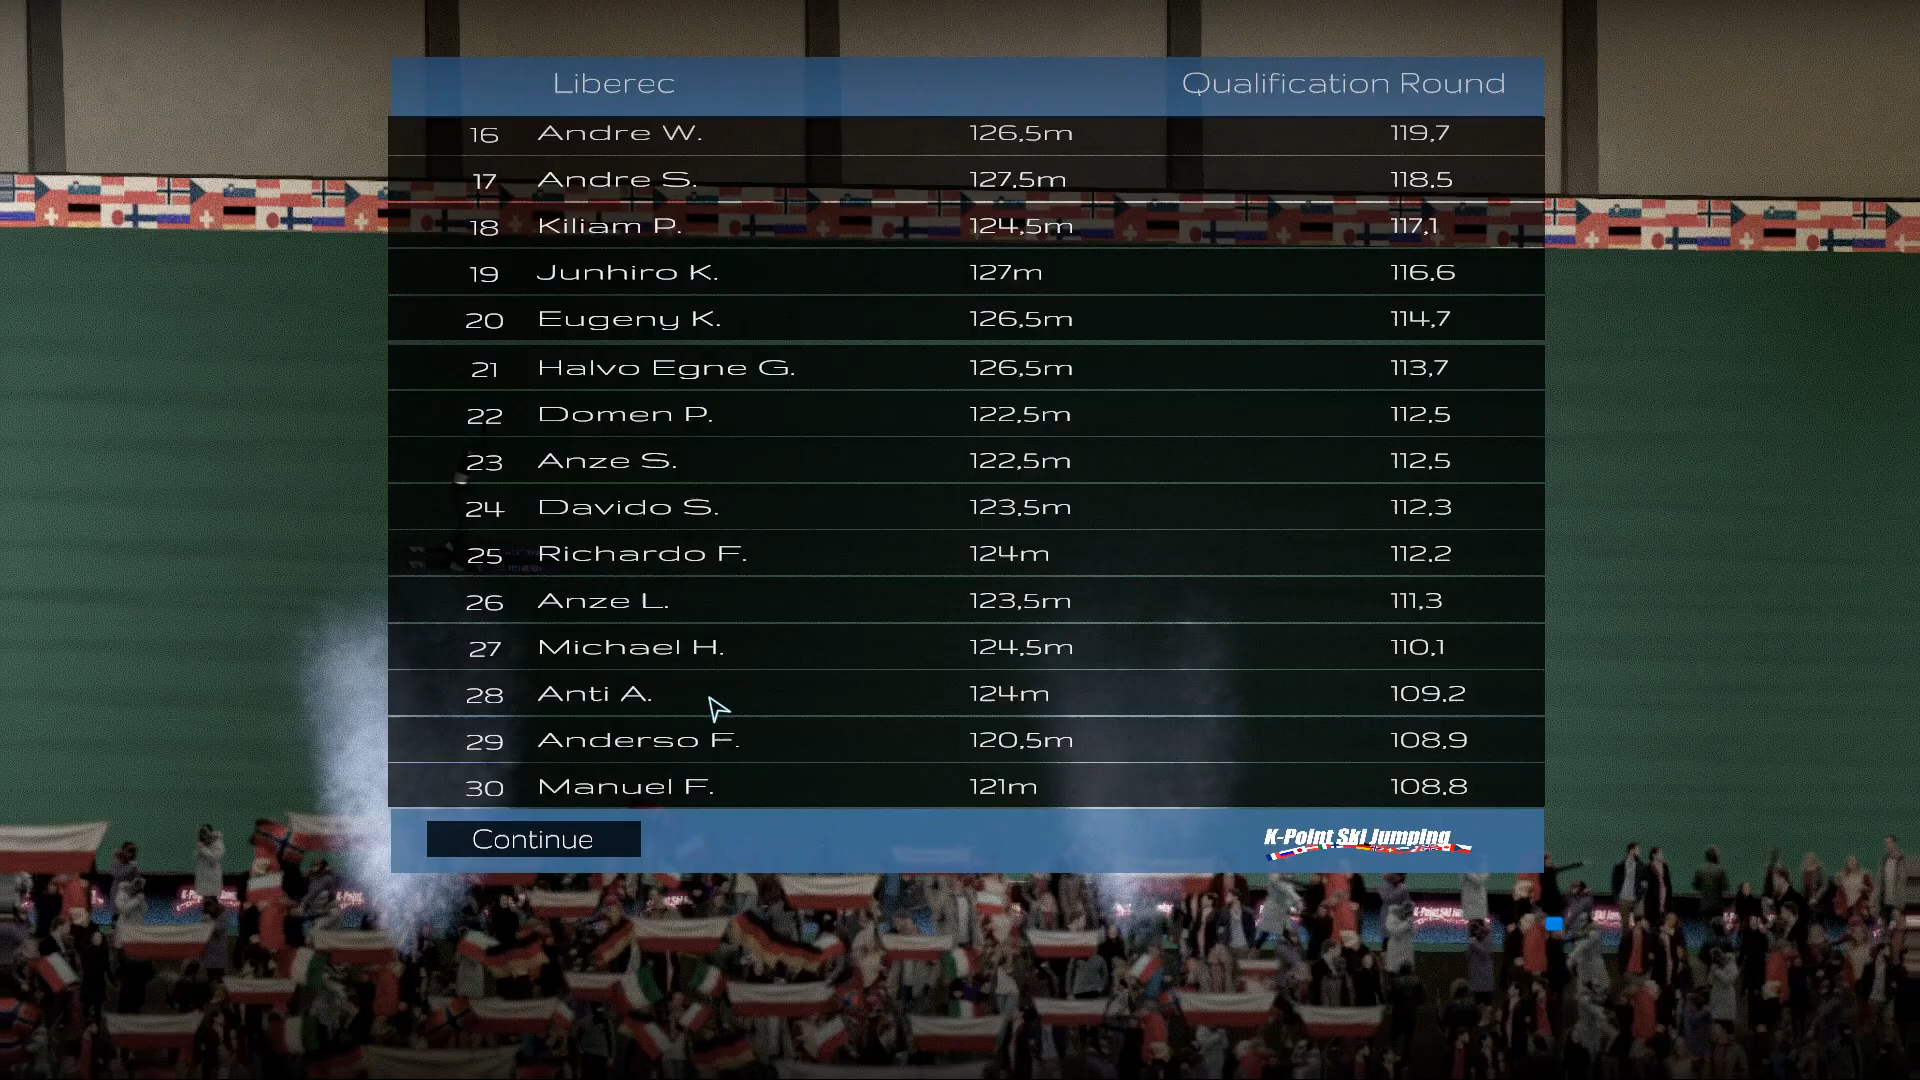 Liberec Qualification Round
16 Andre W. 126,5m 119,7
17 Andre S. 127,5m 118,5
18 Kiliam P. 124,5m 117,1
19 Junhiro K. 127m 116,6
20 Eugeny K. 126,5m 114,7
21 Halvo Egne G. 126,5m 113,7
22 Domen P. 122,5m 112,5
23 Anze S. 122,5m 112,5
24 Davido S. 123,5m 112,3
25 Richardo F. 124m 112,2
26 Anze L. 123,5m 111,3
27 Michael H. 124,5m 110,1
28 Anti A. 124m 109,2
29 Anderso F. 120,5m 108,9
30 Manuel F. 121m 108,8
Continue K-Point Ski Jumping